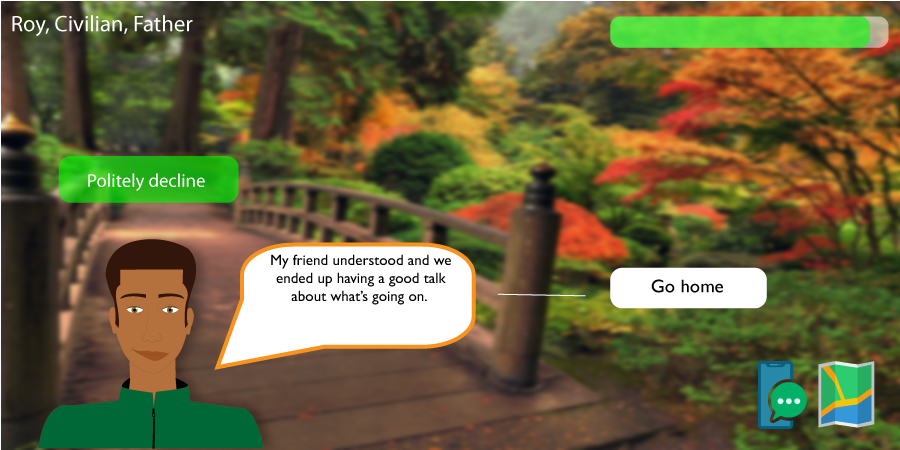 Roy, Civilian, Father
Politely decline
My friend understood and we
ended up having a good talk
about what's going on.
Go home